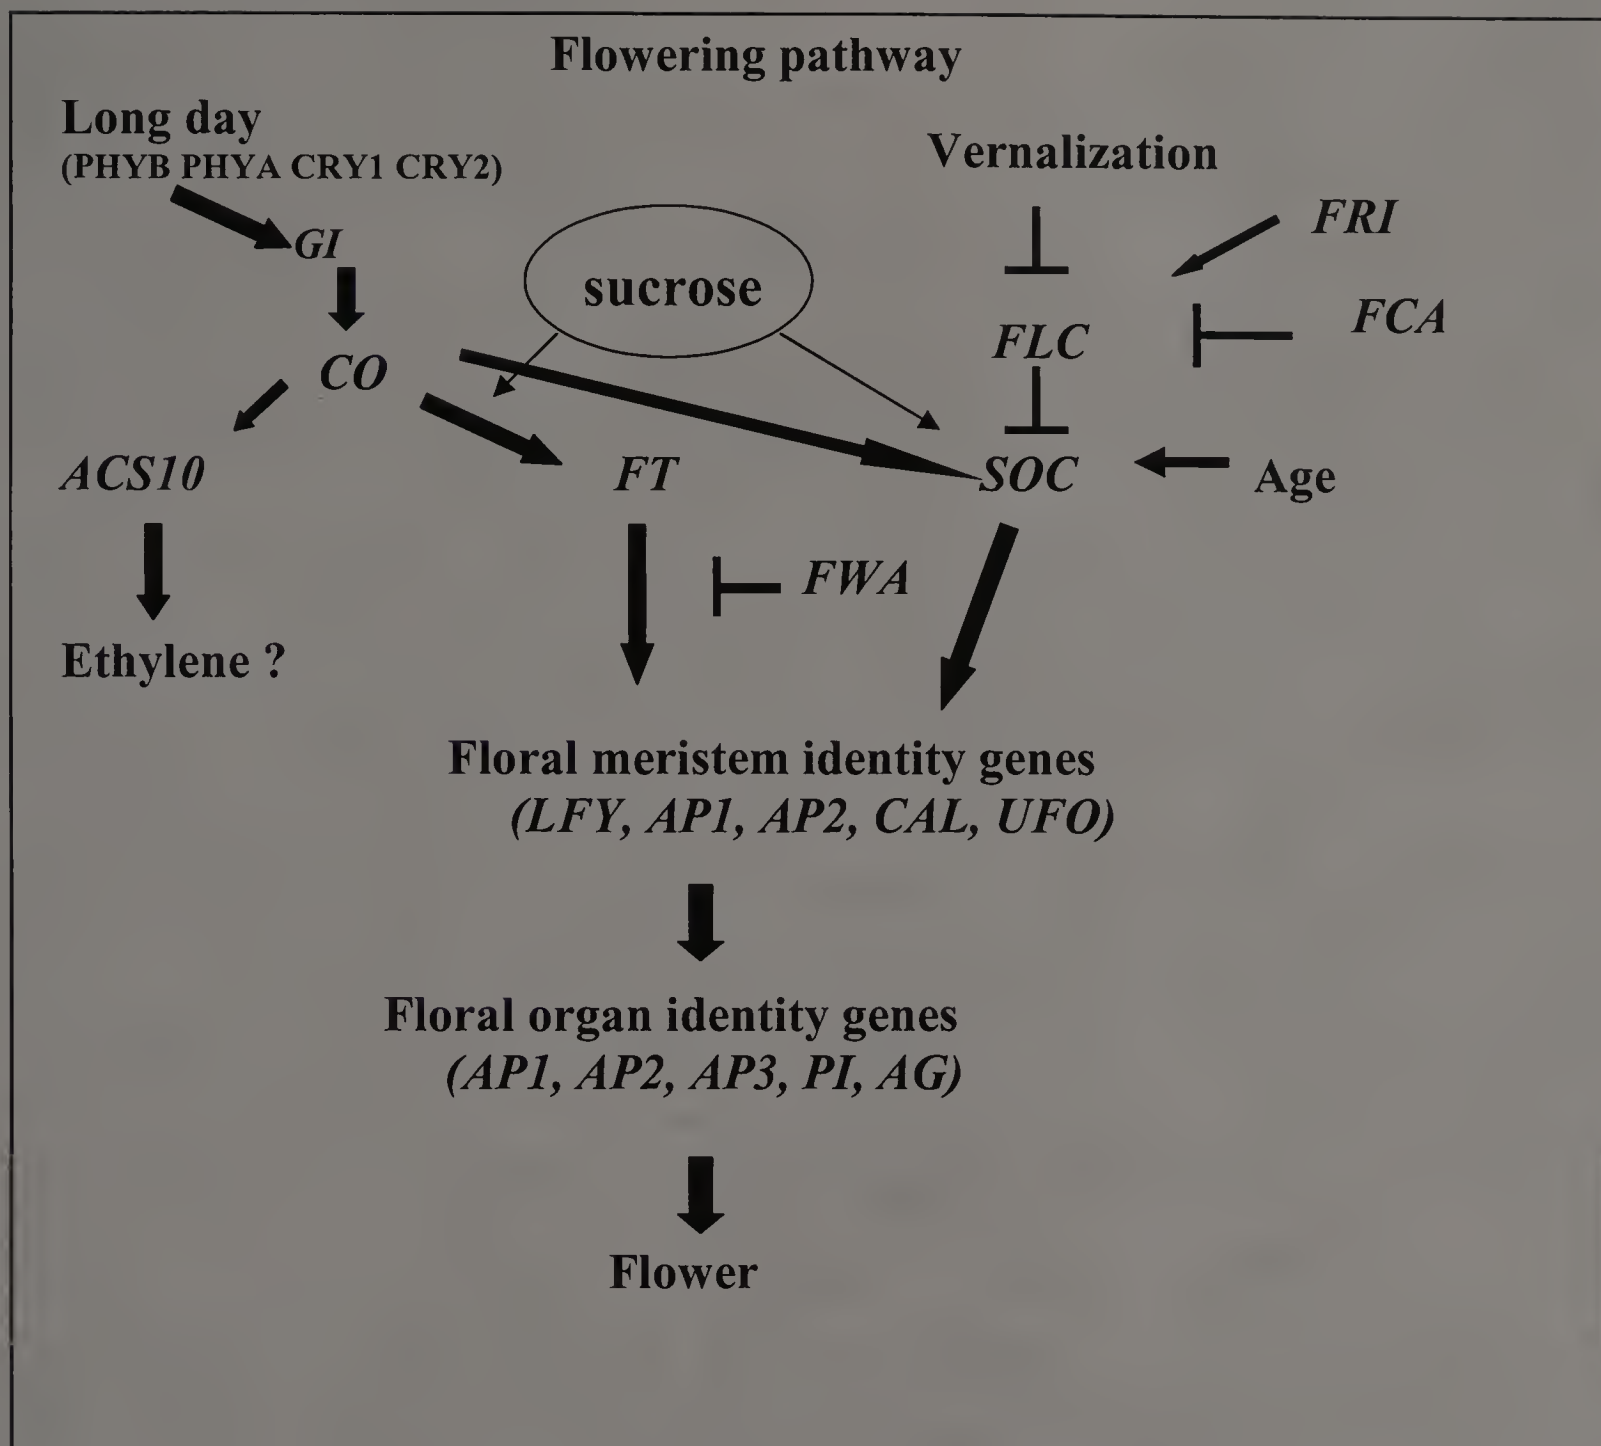 Flowering pathway
Long day
(PHYB PHYA CRY1 CRY2)
Vernalization
GI
FRI
sucrose
FCA
CO
FLC
ACS10
FT
SOC
Age
FWA
Ethylene ?
Floral meristem identity genes
(LFY, AP1, AP2, CAL, UFO)
Floral organ identity genes
(AP1, AP2, AP3, PI, AG)
Flower